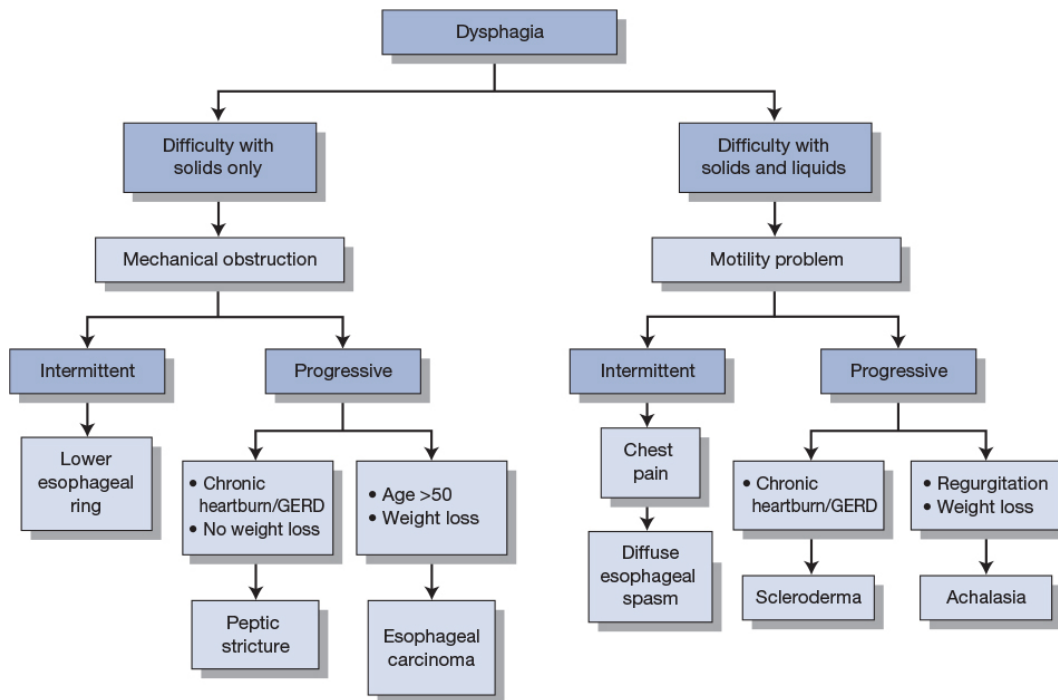 Dysphagia
Difficulty with
solids only
Difficulty with
solids and liquids
Mechanical obstruction
Motility problem
Intermittent
Progressive
Intermittent
Progressive
Lower
esophageal
ring
• Chronic
heartburn/GERD
• No weight loss
• Age >50
• Weight loss
Chest
pain
• Chronic
heartburn/GERD
• Regurgitation
• Weight loss
Peptic
stricture
Esophageal
carcinoma
Diffuse
esophageal
spasm
Scleroderma
Achalasia